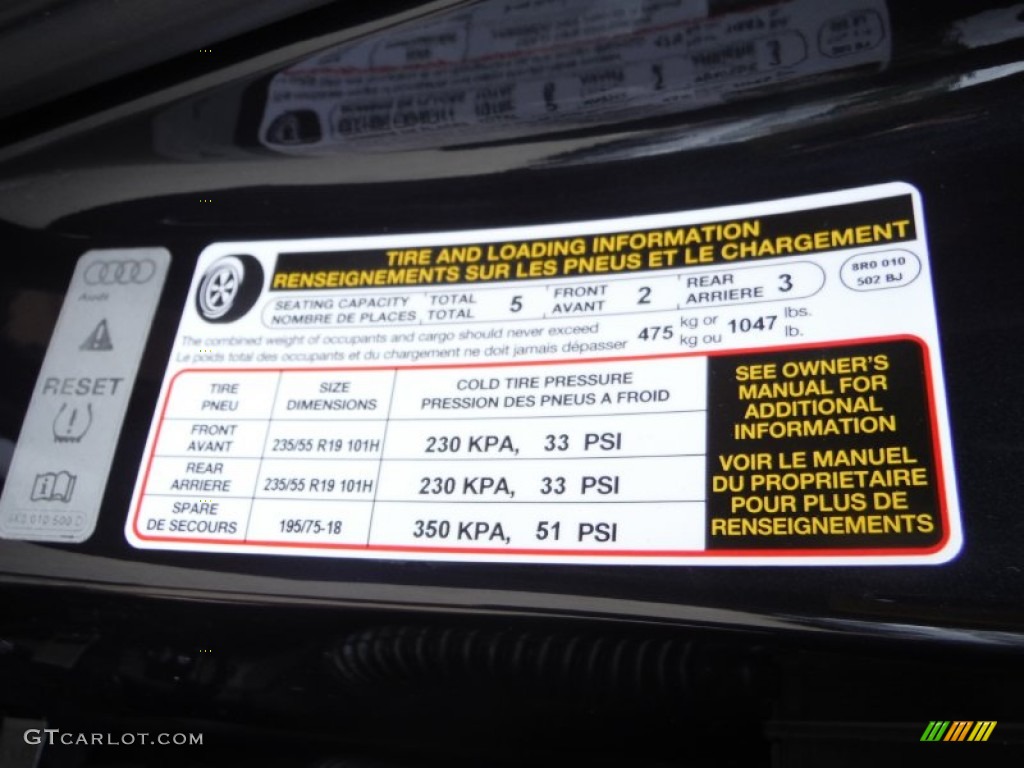 TIRE AND LOADING INFORMATION
RENSEIGNEMENTS SUR LES PNEUS ET LE CHARGEMENT
SEATING CAPACITY TOTAL 5 FRONT 2 REAR 3
NOMBRE DE PLACES TOTAL AVANT ARRIERE
8R0 010
502 BJ
The combined weight of occupants and cargo should never exceed 475 kg or 1047 lbs.
Le poids total des occupants et du chargement ne doit jamais dépasser kg ou lb.
TIRE SIZE COLD TIRE PRESSURE
PNEU DIMENSIONS PRESSION DES PNEUS A FROID
FRONT
AVANT 235/55 R19 101H 230 KPA, 33 PSI
REAR
ARRIERE 235/55 R19 101H 230 KPA, 33 PSI
SPARE
DE SECOURS 195/75-18 350 KPA, 51 PSI
SEE OWNER'S
MANUAL FOR
ADDITIONAL
INFORMATION
VOIR LE MANUEL
DU PROPRIETAIRE
POUR PLUS DE
RENSEIGNEMENTS
Audi
RESET
GTCARLOT.COM